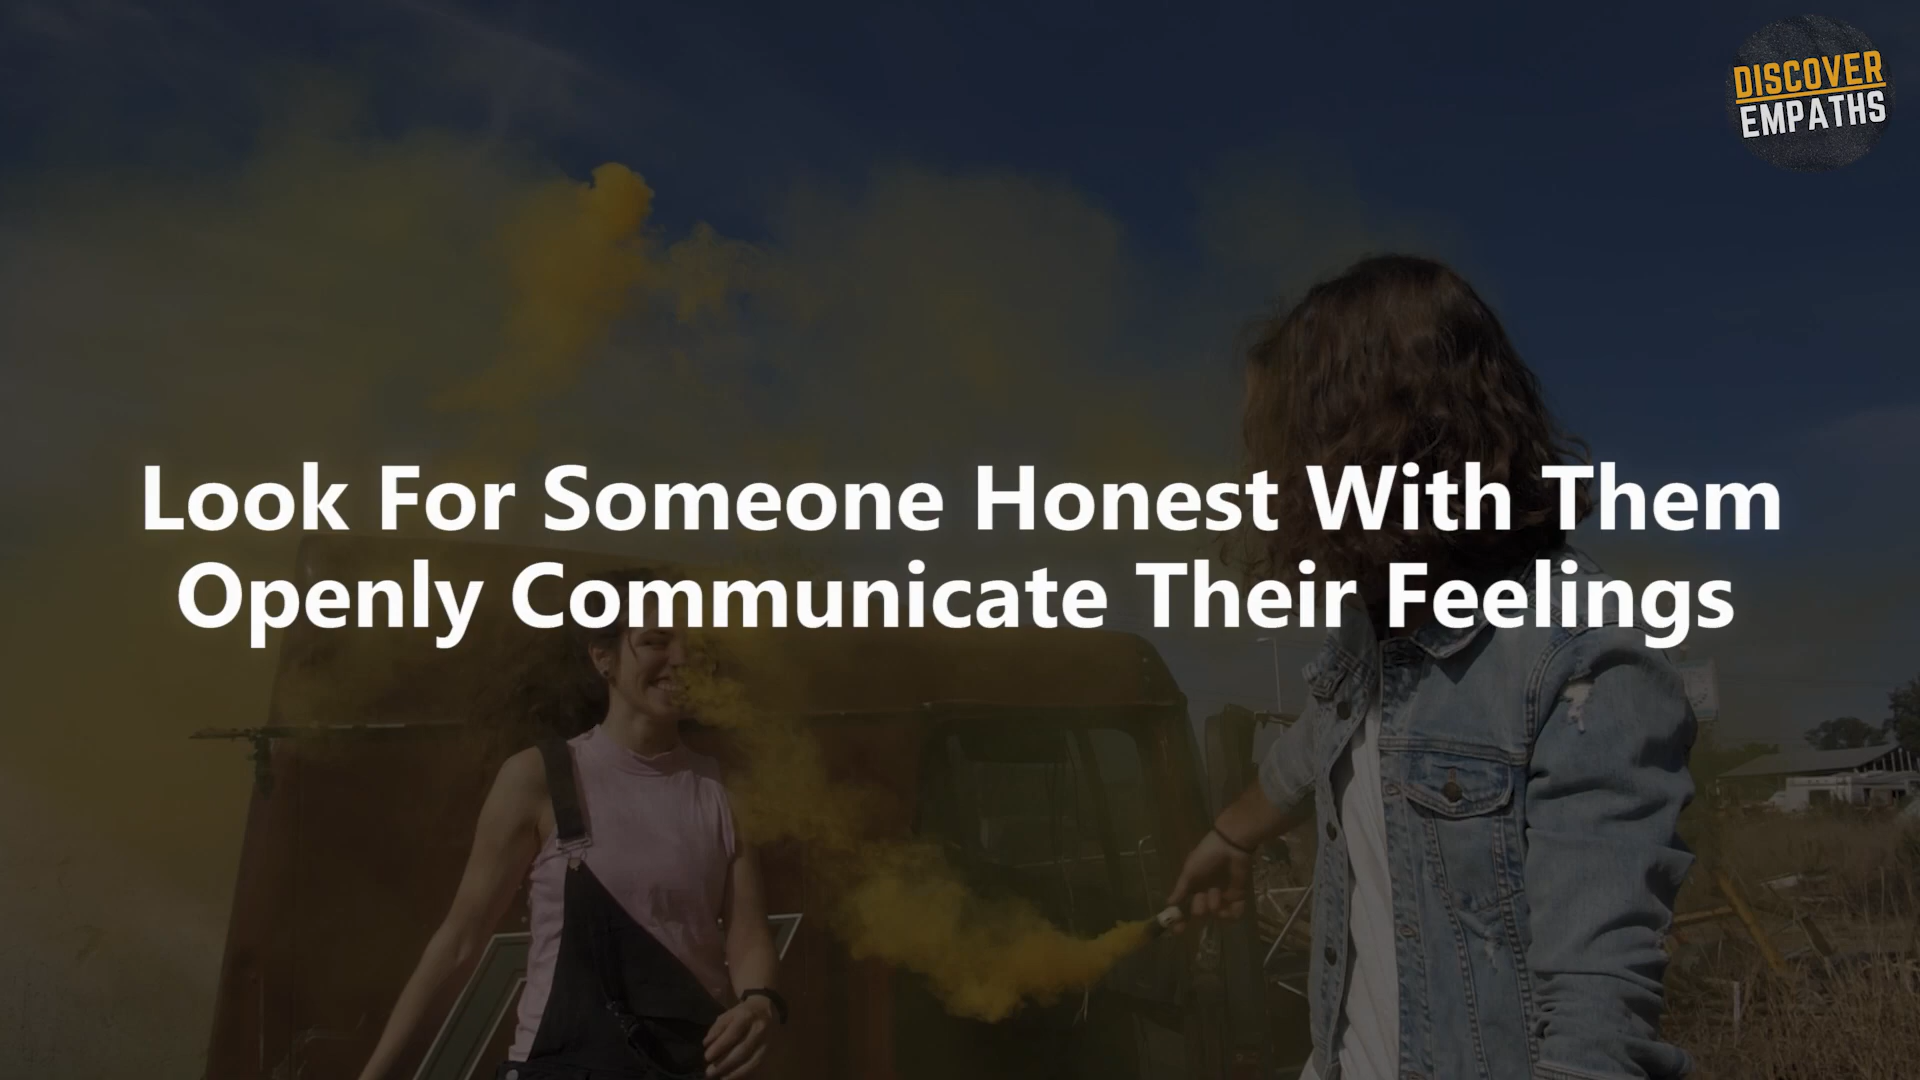 DISCOVER
EMPATHS
Look For Someone Honest With Them
Openly Communicate Their Feelings